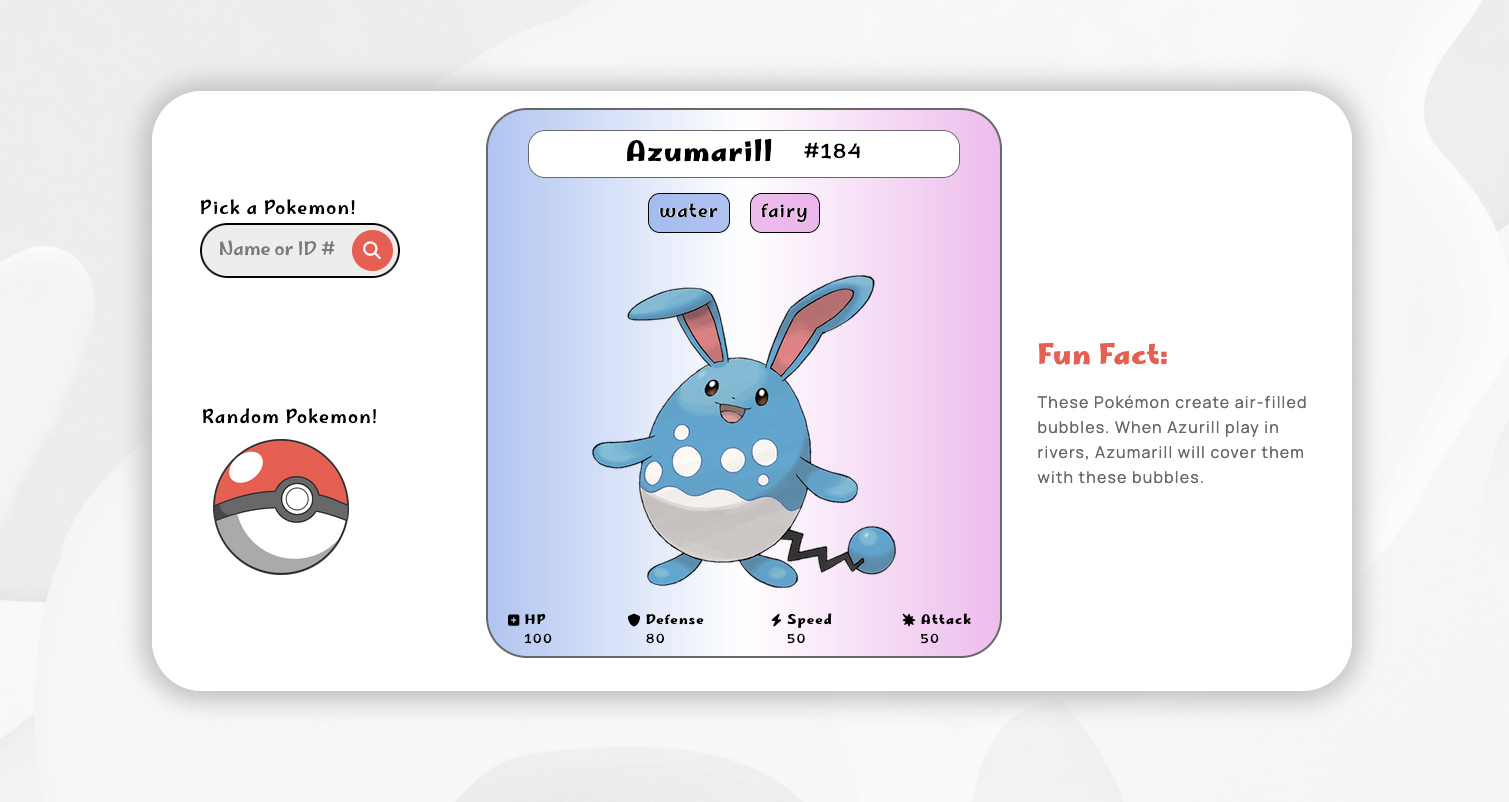 Pick a Pokemon!
Name or ID #
Random Pokemon!
Azumarill #184
water fairy
HP Defense Speed Attack
100 80 50 50
Fun Fact:
These Pokémon create air-filled
bubbles. When Azurill play in
rivers, Azumarill will cover them
with these bubbles.